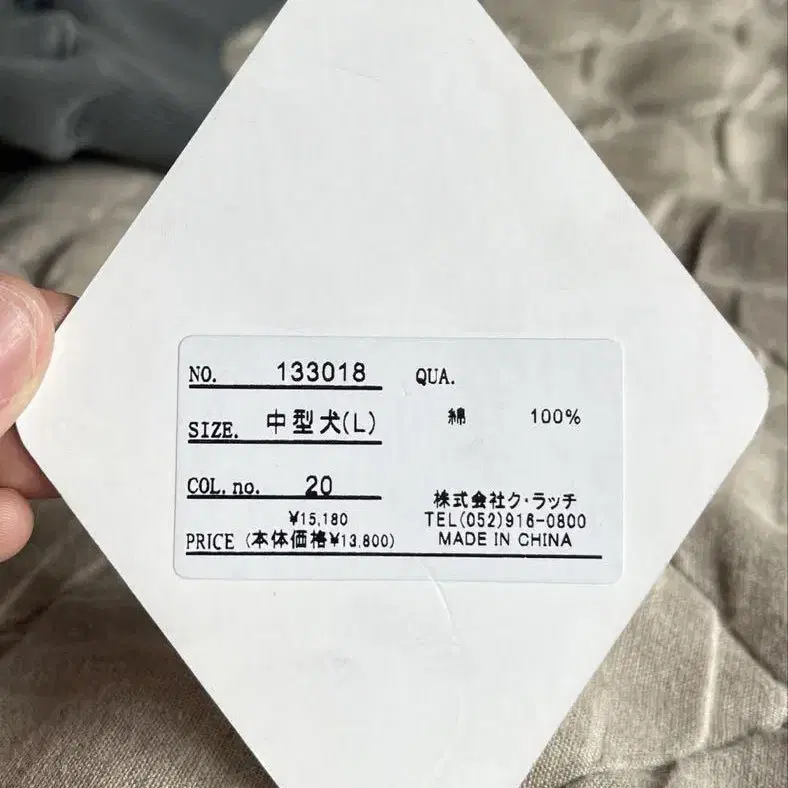 NO. 133018
SIZE. 中型犬(L)
COL. no. 20
¥15,180
PRICE (本体価格¥13,800)
QUA.
綿 100%
株式会社ク・ラッチ
TEL(052)916-0800
MADE IN CHINA